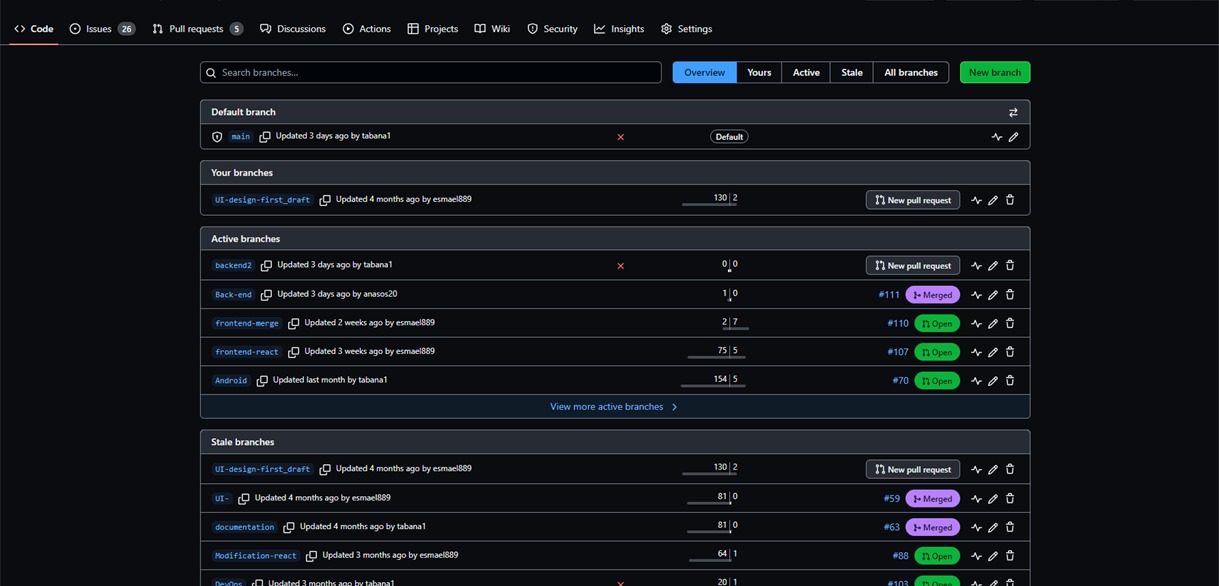 Code Issues 26 Pull requests 5 Discussions Actions Projects Wiki Security Insights Settings
Search branches... Overview Yours Active Stale All branches New branch
Default branch
main Updated 3 days ago by tabana1 Default
Your branches
UI-design-first_draft Updated 4 months ago by esmael889 130 2 New pull request
Active branches
backend2 Updated 3 days ago by tabana1 0 0 New pull request
Back-end Updated 3 days ago by anasos20 1 0 #111 Merged
frontend-merge Updated 2 weeks ago by esmael889 2 7 #110 Open
frontend-react Updated 3 weeks ago by esmael889 75 5 #107 Open
Android Updated last month by tabana1 154 5 #70 Open
View more active branches
Stale branches
UI-design-first_draft Updated 4 months ago by esmael889 130 2 New pull request
UI- Updated 4 months ago by esmael889 81 0 #59 Merged
documentation Updated 4 months ago by tabana1 81 0 #63 Merged
Modification-react Updated 3 months ago by esmael889 64 1 #88 Open
DevOps Updated 3 months ago by tabana1 20 1 #103 Open